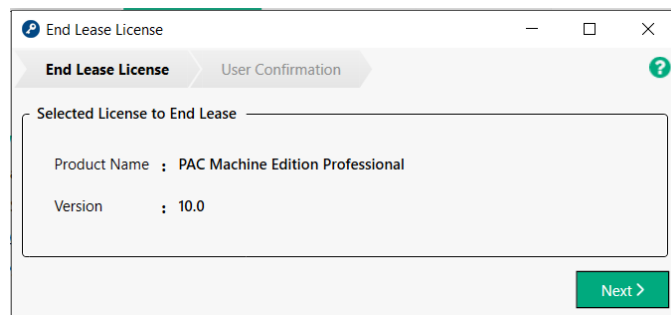 End Lease License
End Lease License User Confirmation ?
Selected License to End Lease
Product Name : PAC Machine Edition Professional
Version : 10.0
Next >